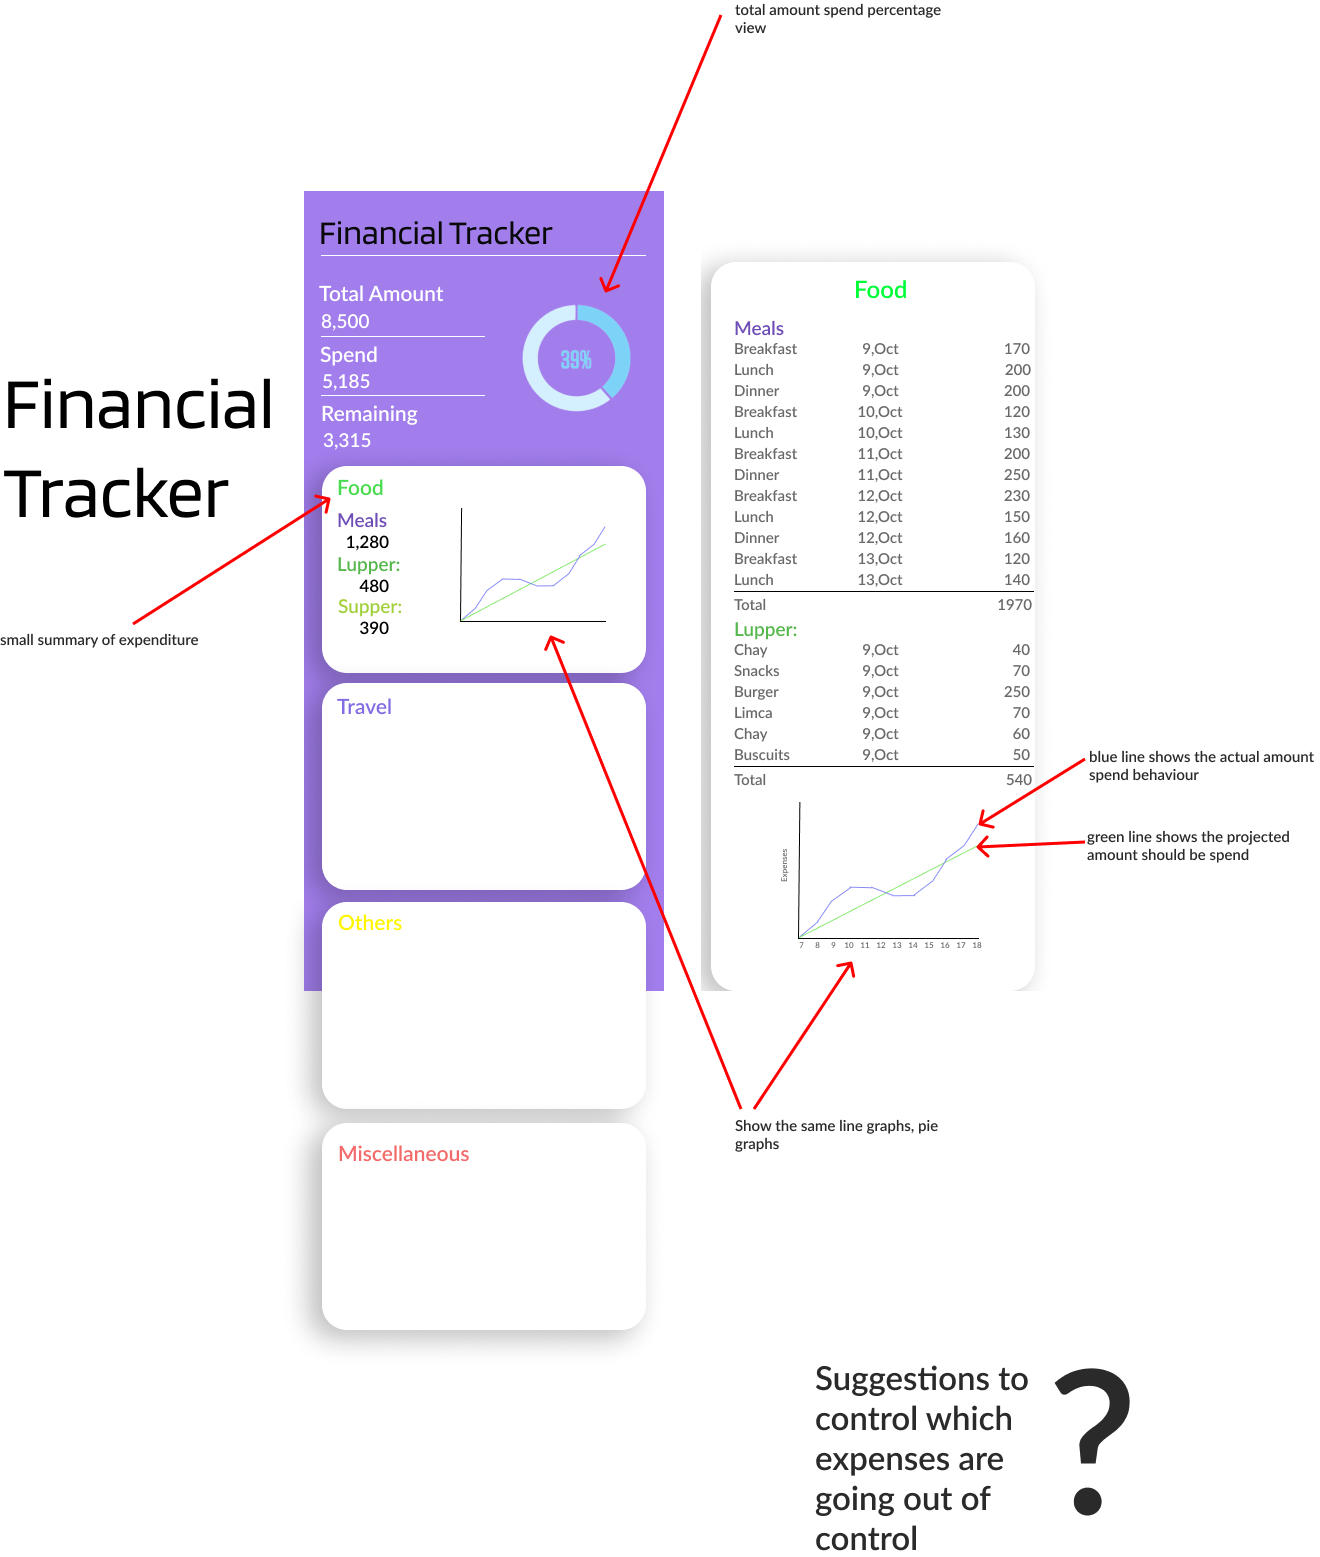 total amount spend percentage
view
Financial
Tracker
Financial Tracker
Total Amount
8,500
Spend
5,185
Remaining
3,315
39%
Food
Meals
1,280
Lupper:
480
Supper:
390
small summary of expenditure
Travel
Others
Miscellaneous
Food
Meals
Breakfast 9,Oct 170
Lunch 9,Oct 200
Dinner 9,Oct 200
Breakfast 10,Oct 120
Lunch 10,Oct 130
Breakfast 11,Oct 200
Dinner 11,Oct 250
Breakfast 12,Oct 230
Lunch 12,Oct 150
Dinner 12,Oct 160
Breakfast 13,Oct 120
Lunch 13,Oct 140
Total 1970
Lupper:
Chay 9,Oct 40
Snacks 9,Oct 70
Burger 9,Oct 250
Limca 9,Oct 70
Chay 9,Oct 60
Buscuits 9,Oct 50
Total 540
Expenses
7 8 9 10 11 12 13 14 15 16 17 18
blue line shows the actual amount
spend behaviour
green line shows the projected
amount should be spend
Show the same line graphs, pie
graphs
Suggestions to
control which
expenses are
going out of
control
?